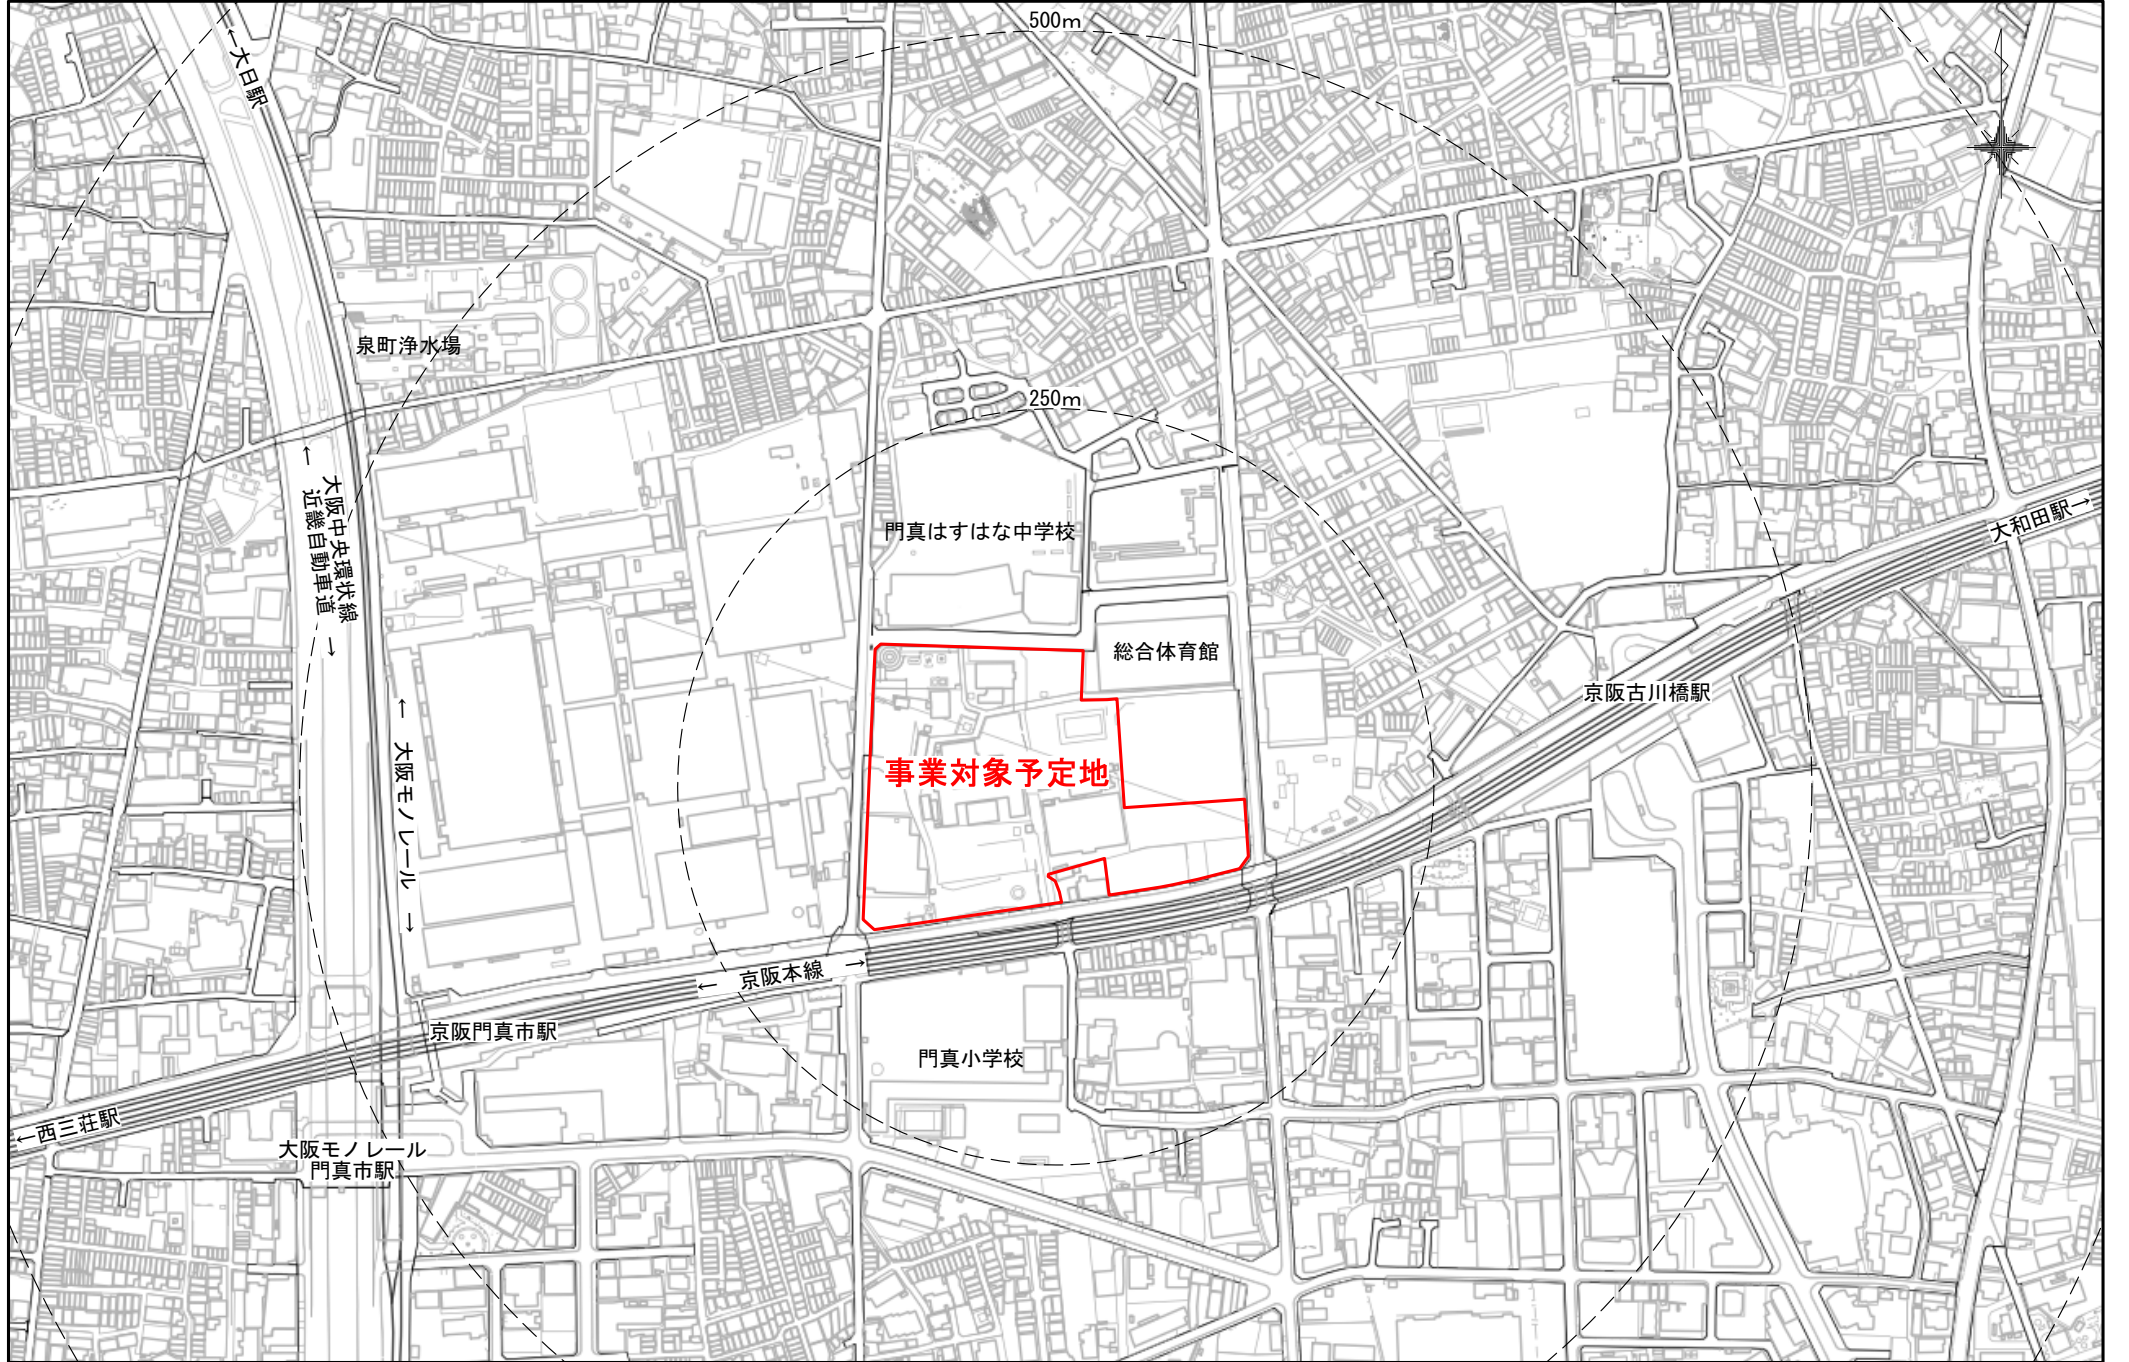 500m
←大日駅
泉町浄水場
250m
← 大阪中央環状線
近畿自動車道 →
門真はすはな中学校
大和田駅→
総合体育館
京阪古川橋駅
← 大阪モノレール →
事業対象予定地
← 京阪本線 →
京阪門真市駅
門真小学校
←西三荘駅
大阪モノレール
門真市駅